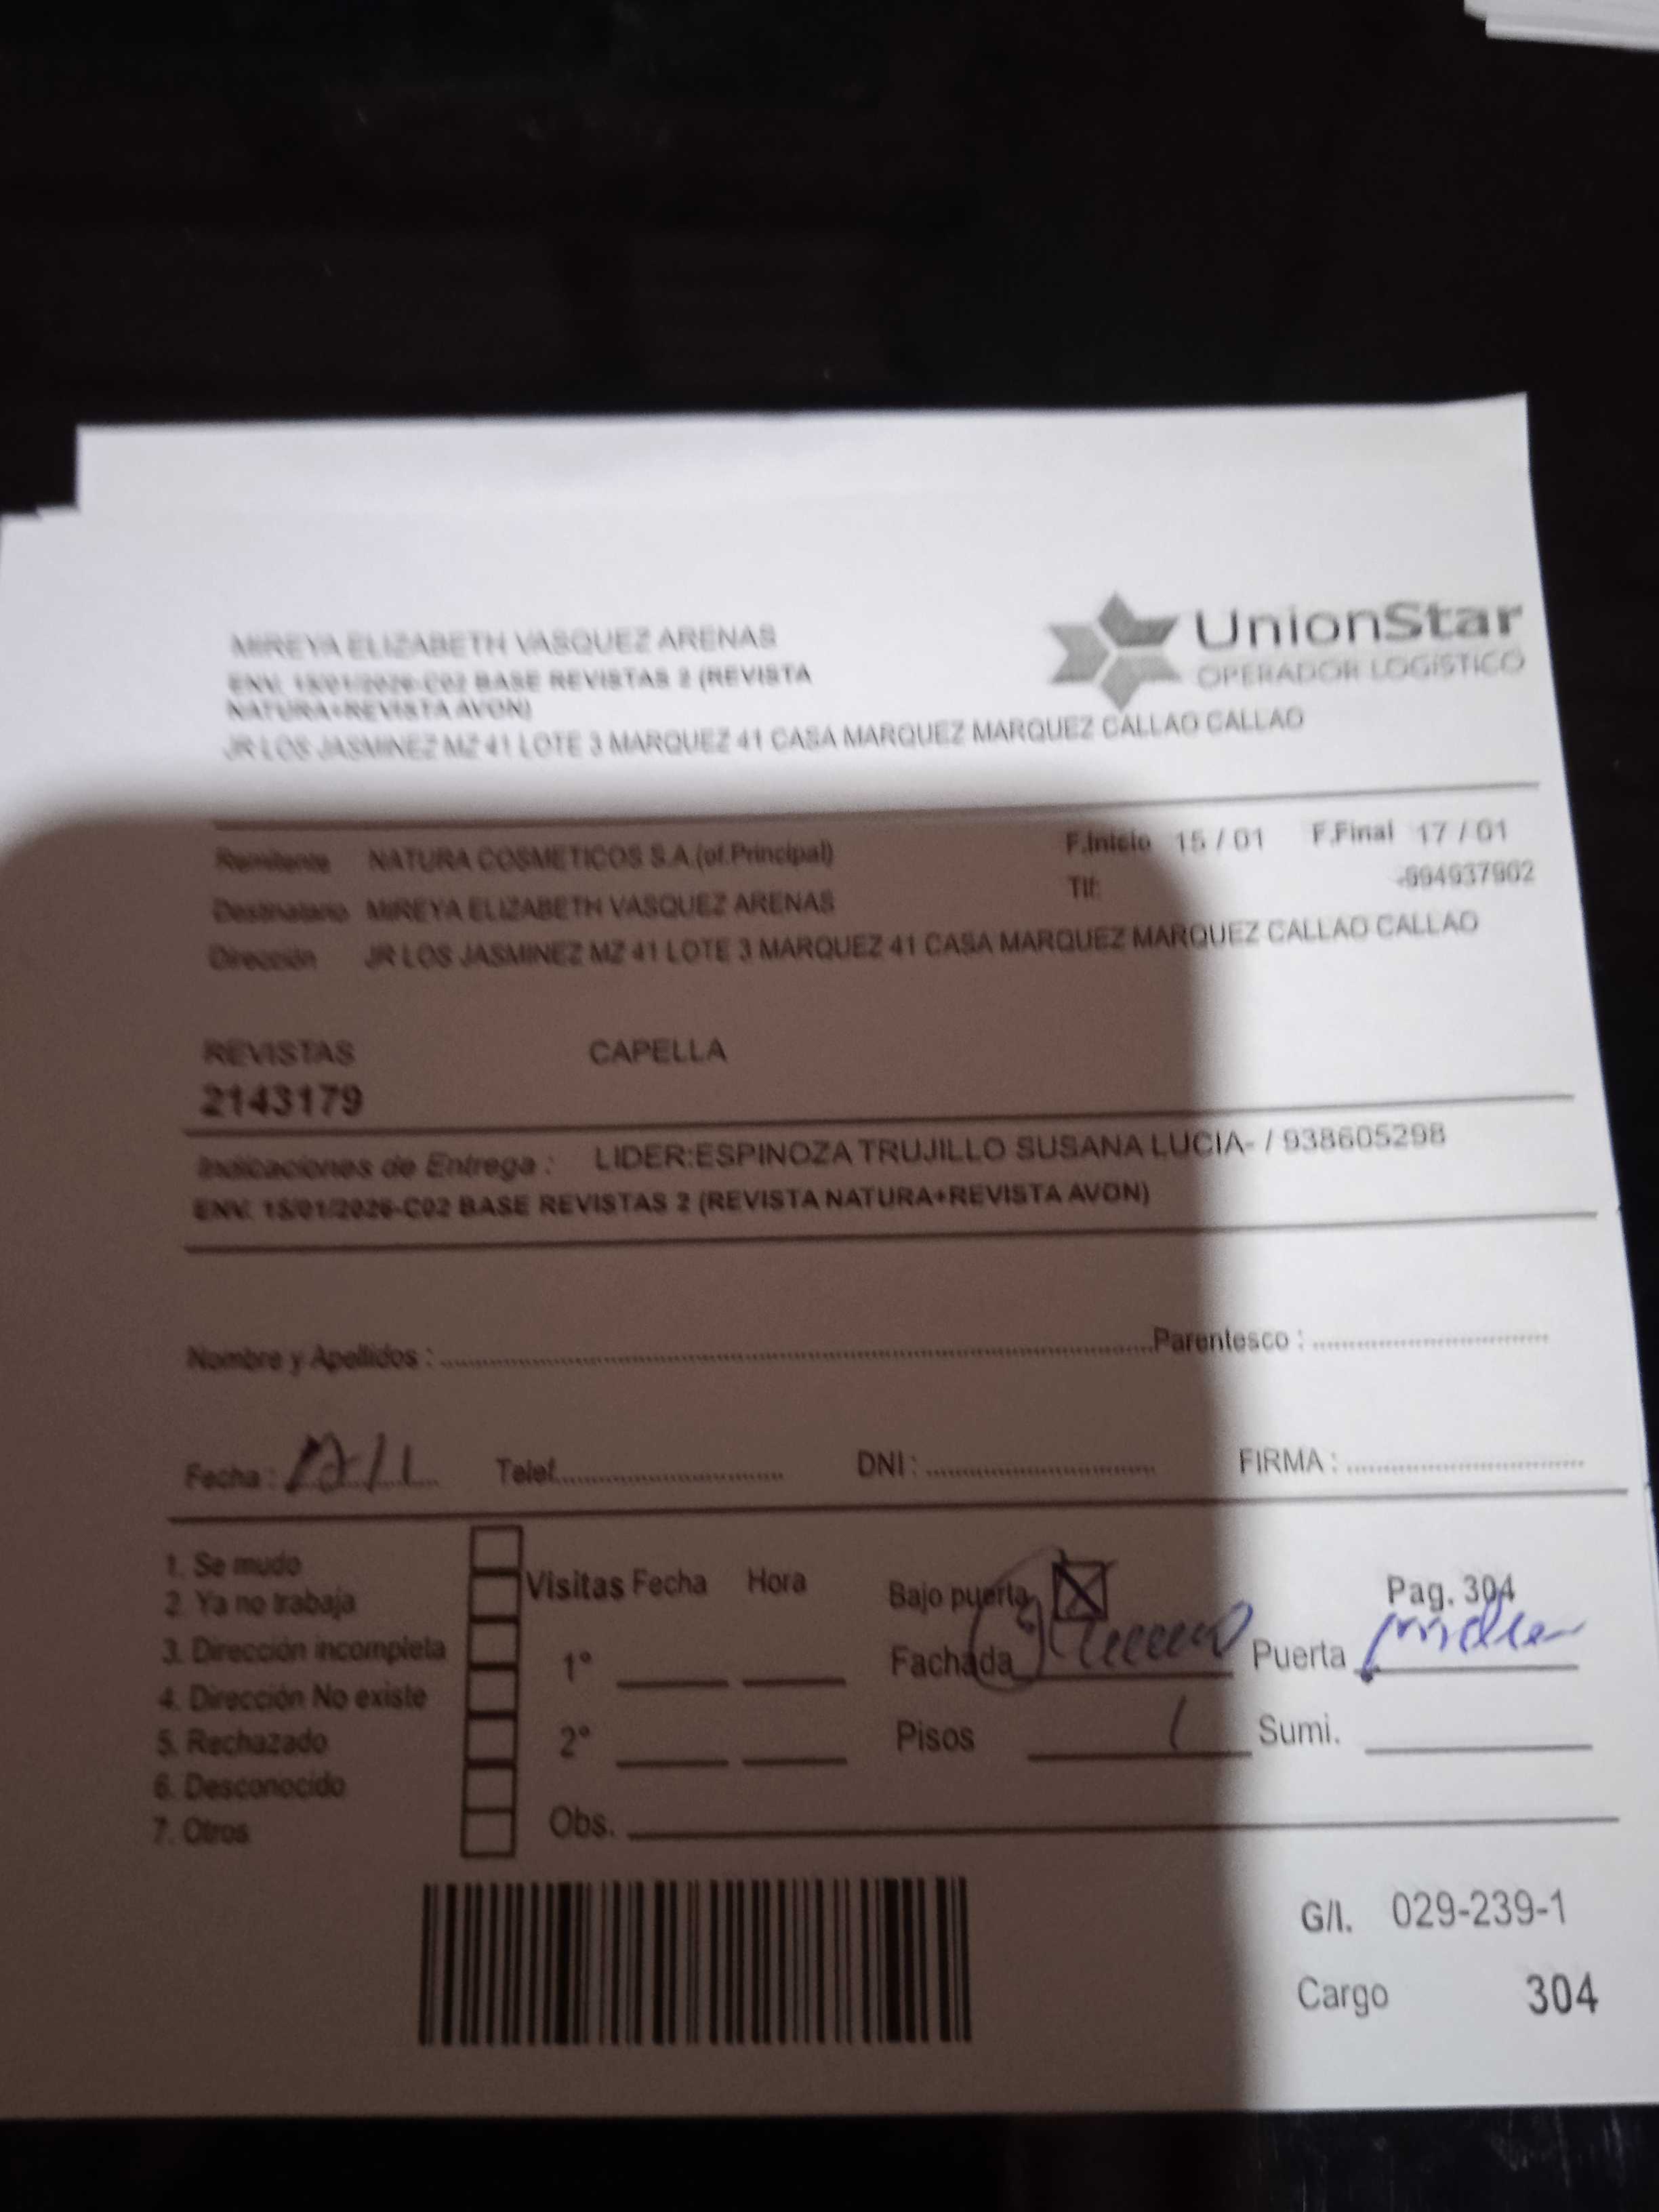 MIREYA ELIZABETH VASQUEZ ARENAS
ENV. 15/01/2026-C02 BASE REVISTAS 2 (REVISTA
NATURA+REVISTA AVON)
JR LOS JASMINEZ MZ 41 LOTE 3 MARQUEZ 41 CASA MARQUEZ MARQUEZ CALLAO CALLAO
UnionStar
OPERADOR LOGÍSTICO
Remitente NATURA COSMETICOS S.A.(of.Principal) F.Inicio 15 / 01 F.Final 17 / 01
Destinatario MIREYA ELIZABETH VASQUEZ ARENAS Tlf: -994937902
Dirección JR LOS JASMINEZ MZ 41 LOTE 3 MARQUEZ 41 CASA MARQUEZ MARQUEZ CALLAO CALLAO
REVISTAS CAPELLA
2143179
Indicaciones de Entrega : LIDER:ESPINOZA TRUJILLO SUSANA LUCIA- / 938605298
ENV. 15/01/2026-C02 BASE REVISTAS 2 (REVISTA NATURA+REVISTA AVON)
Nombre y Apellidos : Parentesco :
Fecha : Telef. DNI : FIRMA :
1. Se mudo
2. Ya no trabaja
3. Dirección incompleta
4. Dirección No existe
5. Rechazado
6. Desconocido
7. Otros
Visitas Fecha Hora
1°
2°
Obs.
Bajo puerta X Pag. 304
Fachada Puerta
Pisos 1 Sumi.
G/l. 029-239-1
Cargo 304